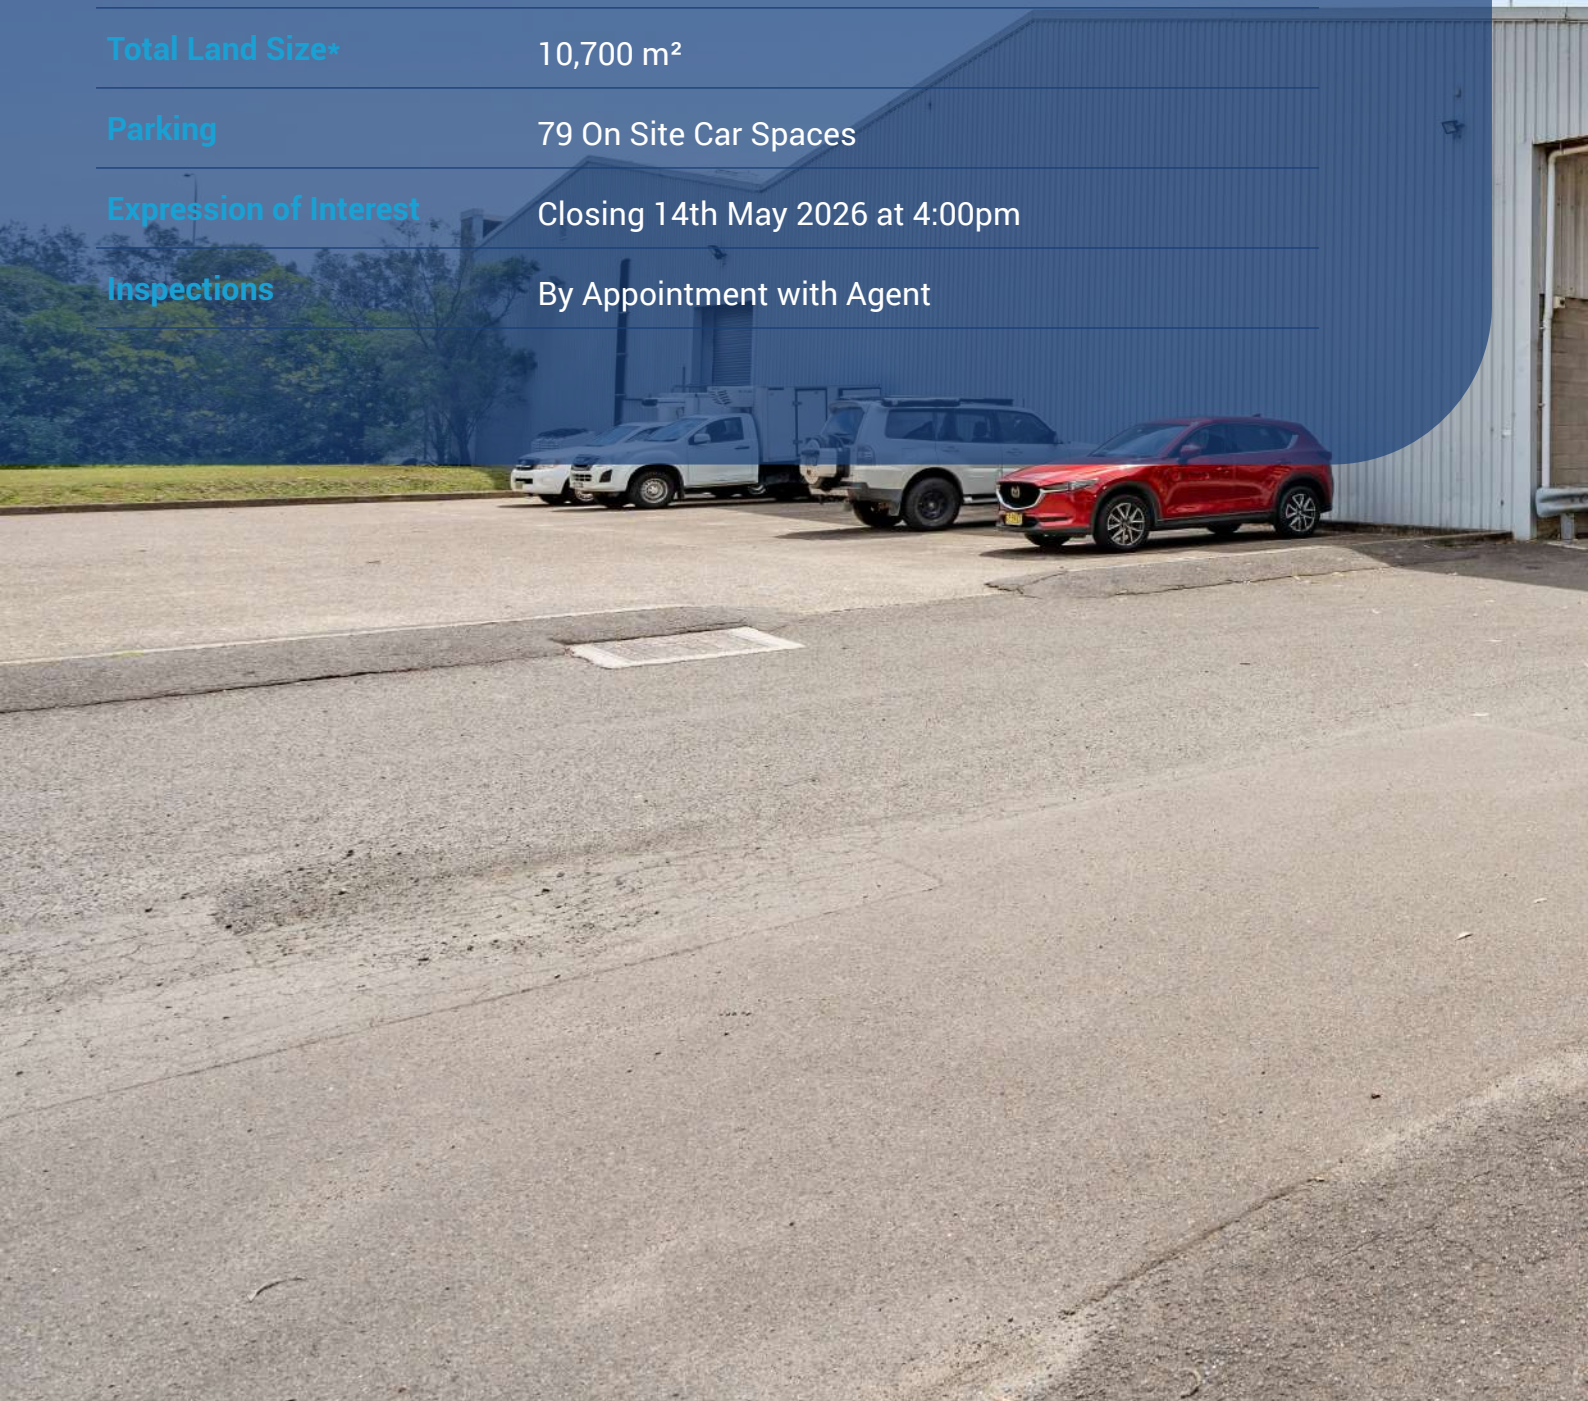 Total Land Size*
10,700 m²
Parking
79 On Site Car Spaces
Expression of Interest
Closing 14th May 2026 at 4:00pm
Inspections
By Appointment with Agent